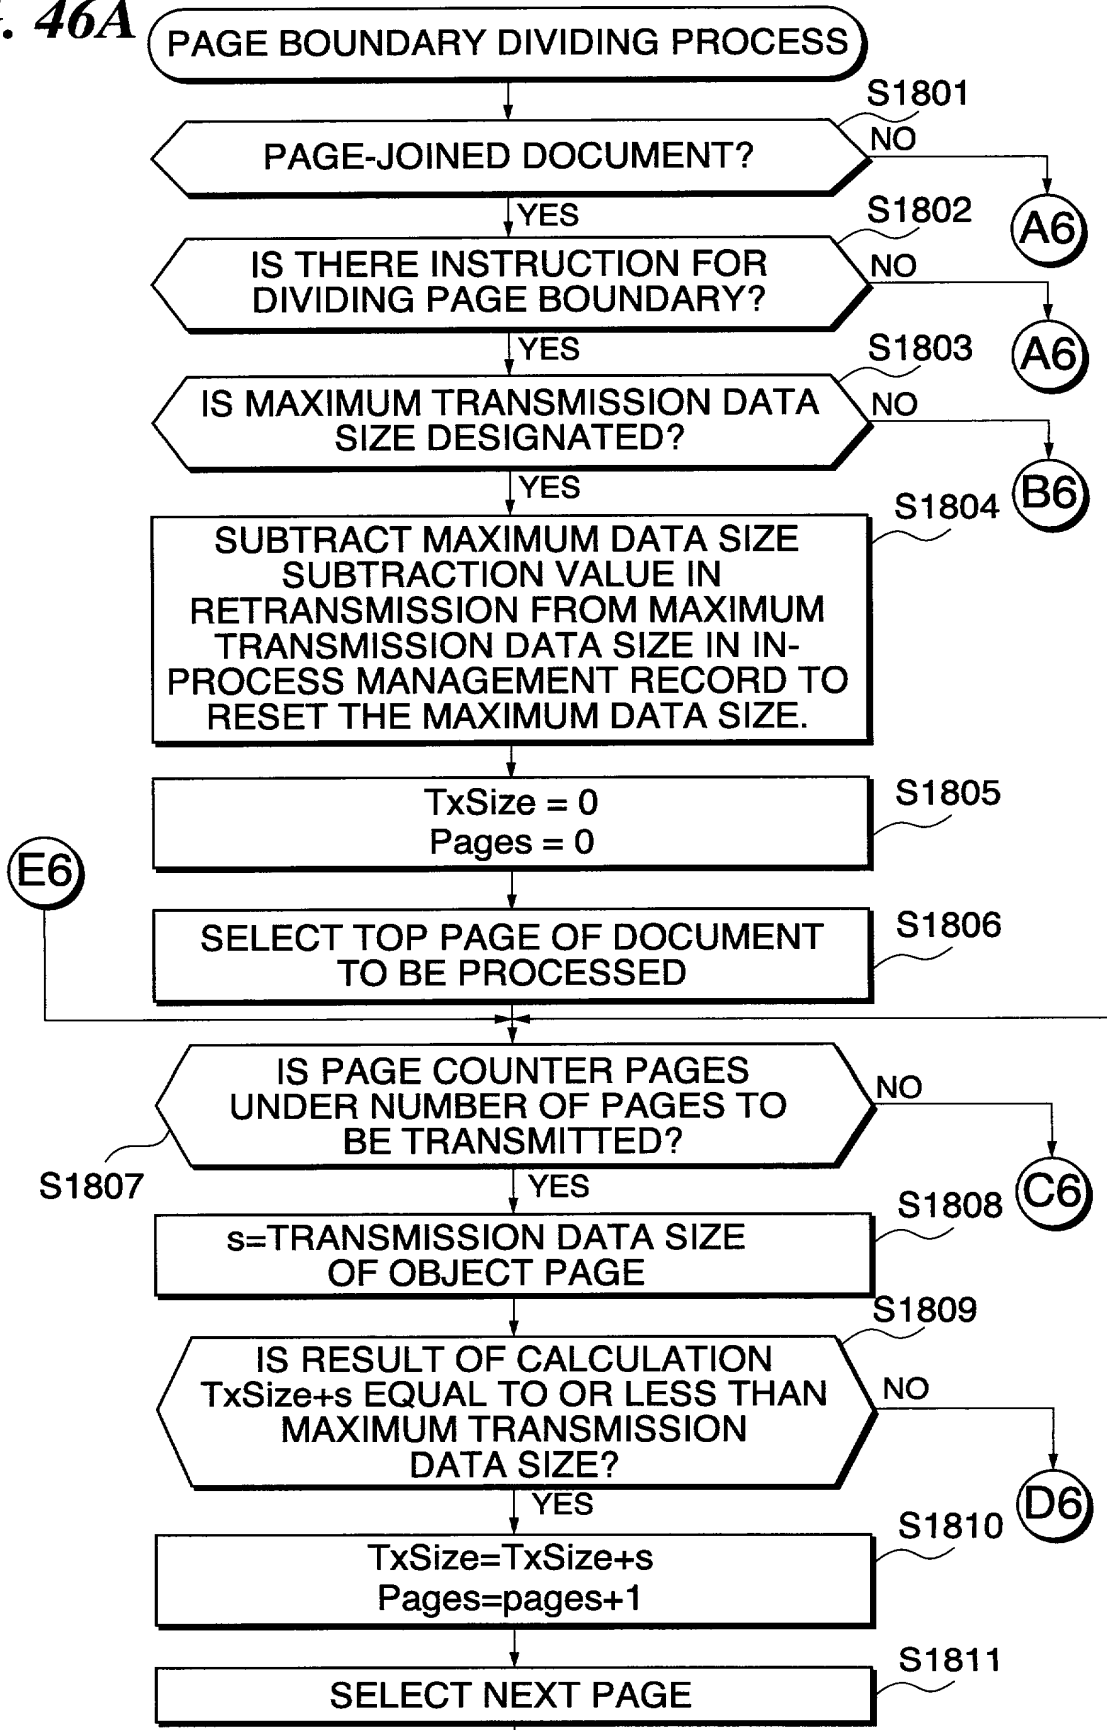 . 46A
PAGE BOUNDARY DIVIDING PROCESS
S1801
PAGE-JOINED DOCUMENT?
NO
A6
YES
S1802
IS THERE INSTRUCTION FOR
DIVIDING PAGE BOUNDARY?
NO
A6
YES
S1803
IS MAXIMUM TRANSMISSION DATA
SIZE DESIGNATED?
NO
B6
YES
S1804
SUBTRACT MAXIMUM DATA SIZE
SUBTRACTION VALUE IN
RETRANSMISSION FROM MAXIMUM
TRANSMISSION DATA SIZE IN IN-
PROCESS MANAGEMENT RECORD TO
RESET THE MAXIMUM DATA SIZE.
S1805
TxSize = 0
Pages = 0
E6
S1806
SELECT TOP PAGE OF DOCUMENT
TO BE PROCESSED
IS PAGE COUNTER PAGES
UNDER NUMBER OF PAGES TO
BE TRANSMITTED?
NO
S1807
C6
YES
S1808
s=TRANSMISSION DATA SIZE
OF OBJECT PAGE
S1809
IS RESULT OF CALCULATION
TxSize+s EQUAL TO OR LESS THAN
MAXIMUM TRANSMISSION
DATA SIZE?
NO
D6
YES
S1810
TxSize=TxSize+s
Pages=pages+1
S1811
SELECT NEXT PAGE